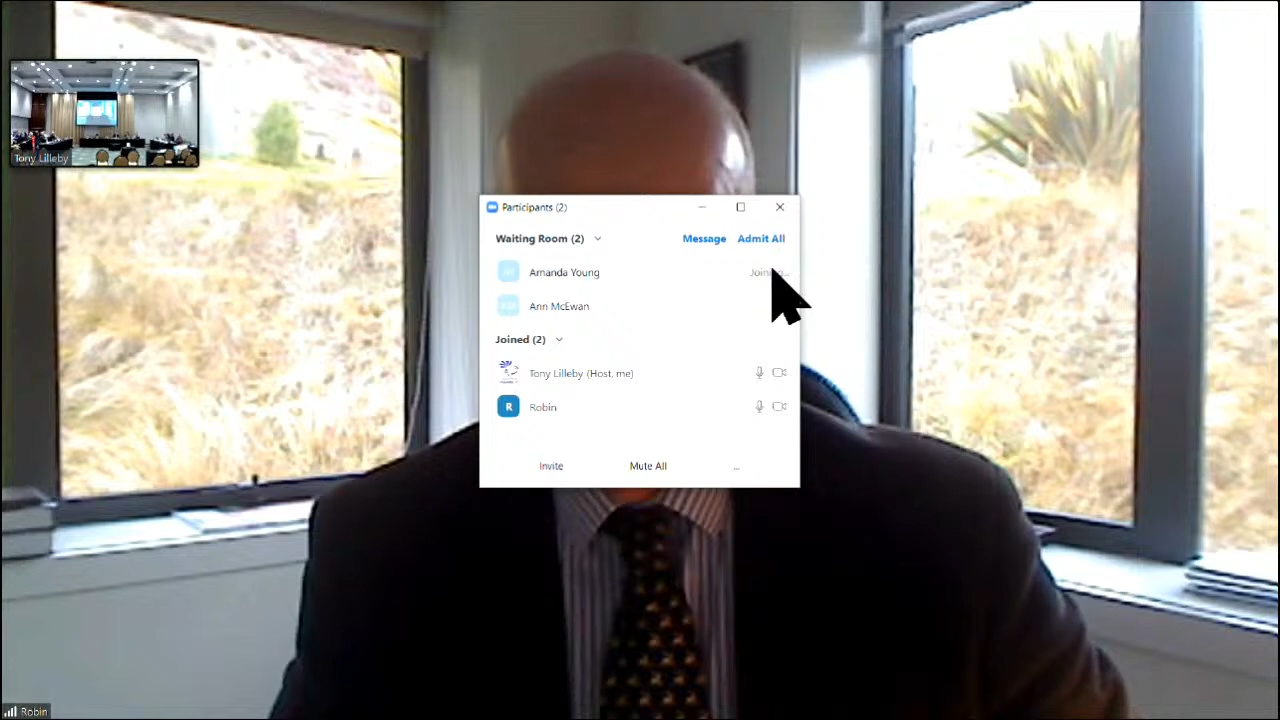 Tony Lilleby
Participants (2)
Waiting Room (2)
Message
Admit All
Amanda Young
Ann McEwan
Joined (2)
Tony Lilleby (Host, me)
R
Robin
Invite
Mute All
...
Robin